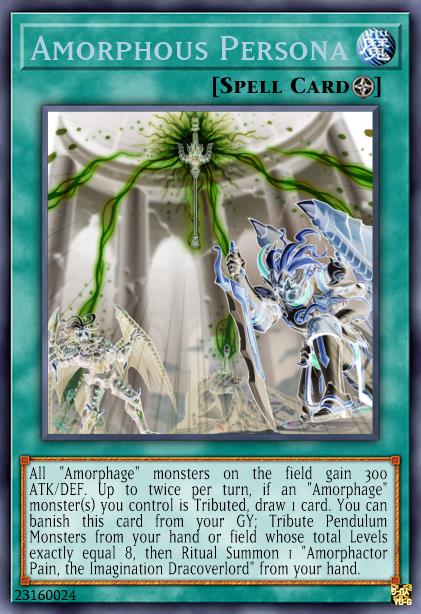 Amorphous Persona
魔
[Spell Card]
All "Amorphage" monsters on the field gain 300
ATK/DEF. Up to twice per turn, if an "Amorphage"
monster(s) you control is Tributed, draw 1 card. You can
banish this card from your GY; Tribute Pendulum
Monsters from your hand or field whose total Levels
exactly equal 8, then Ritual Summon 1 "Amorphactor
Pain, the Imagination Dracoverlord" from your hand.
23160024